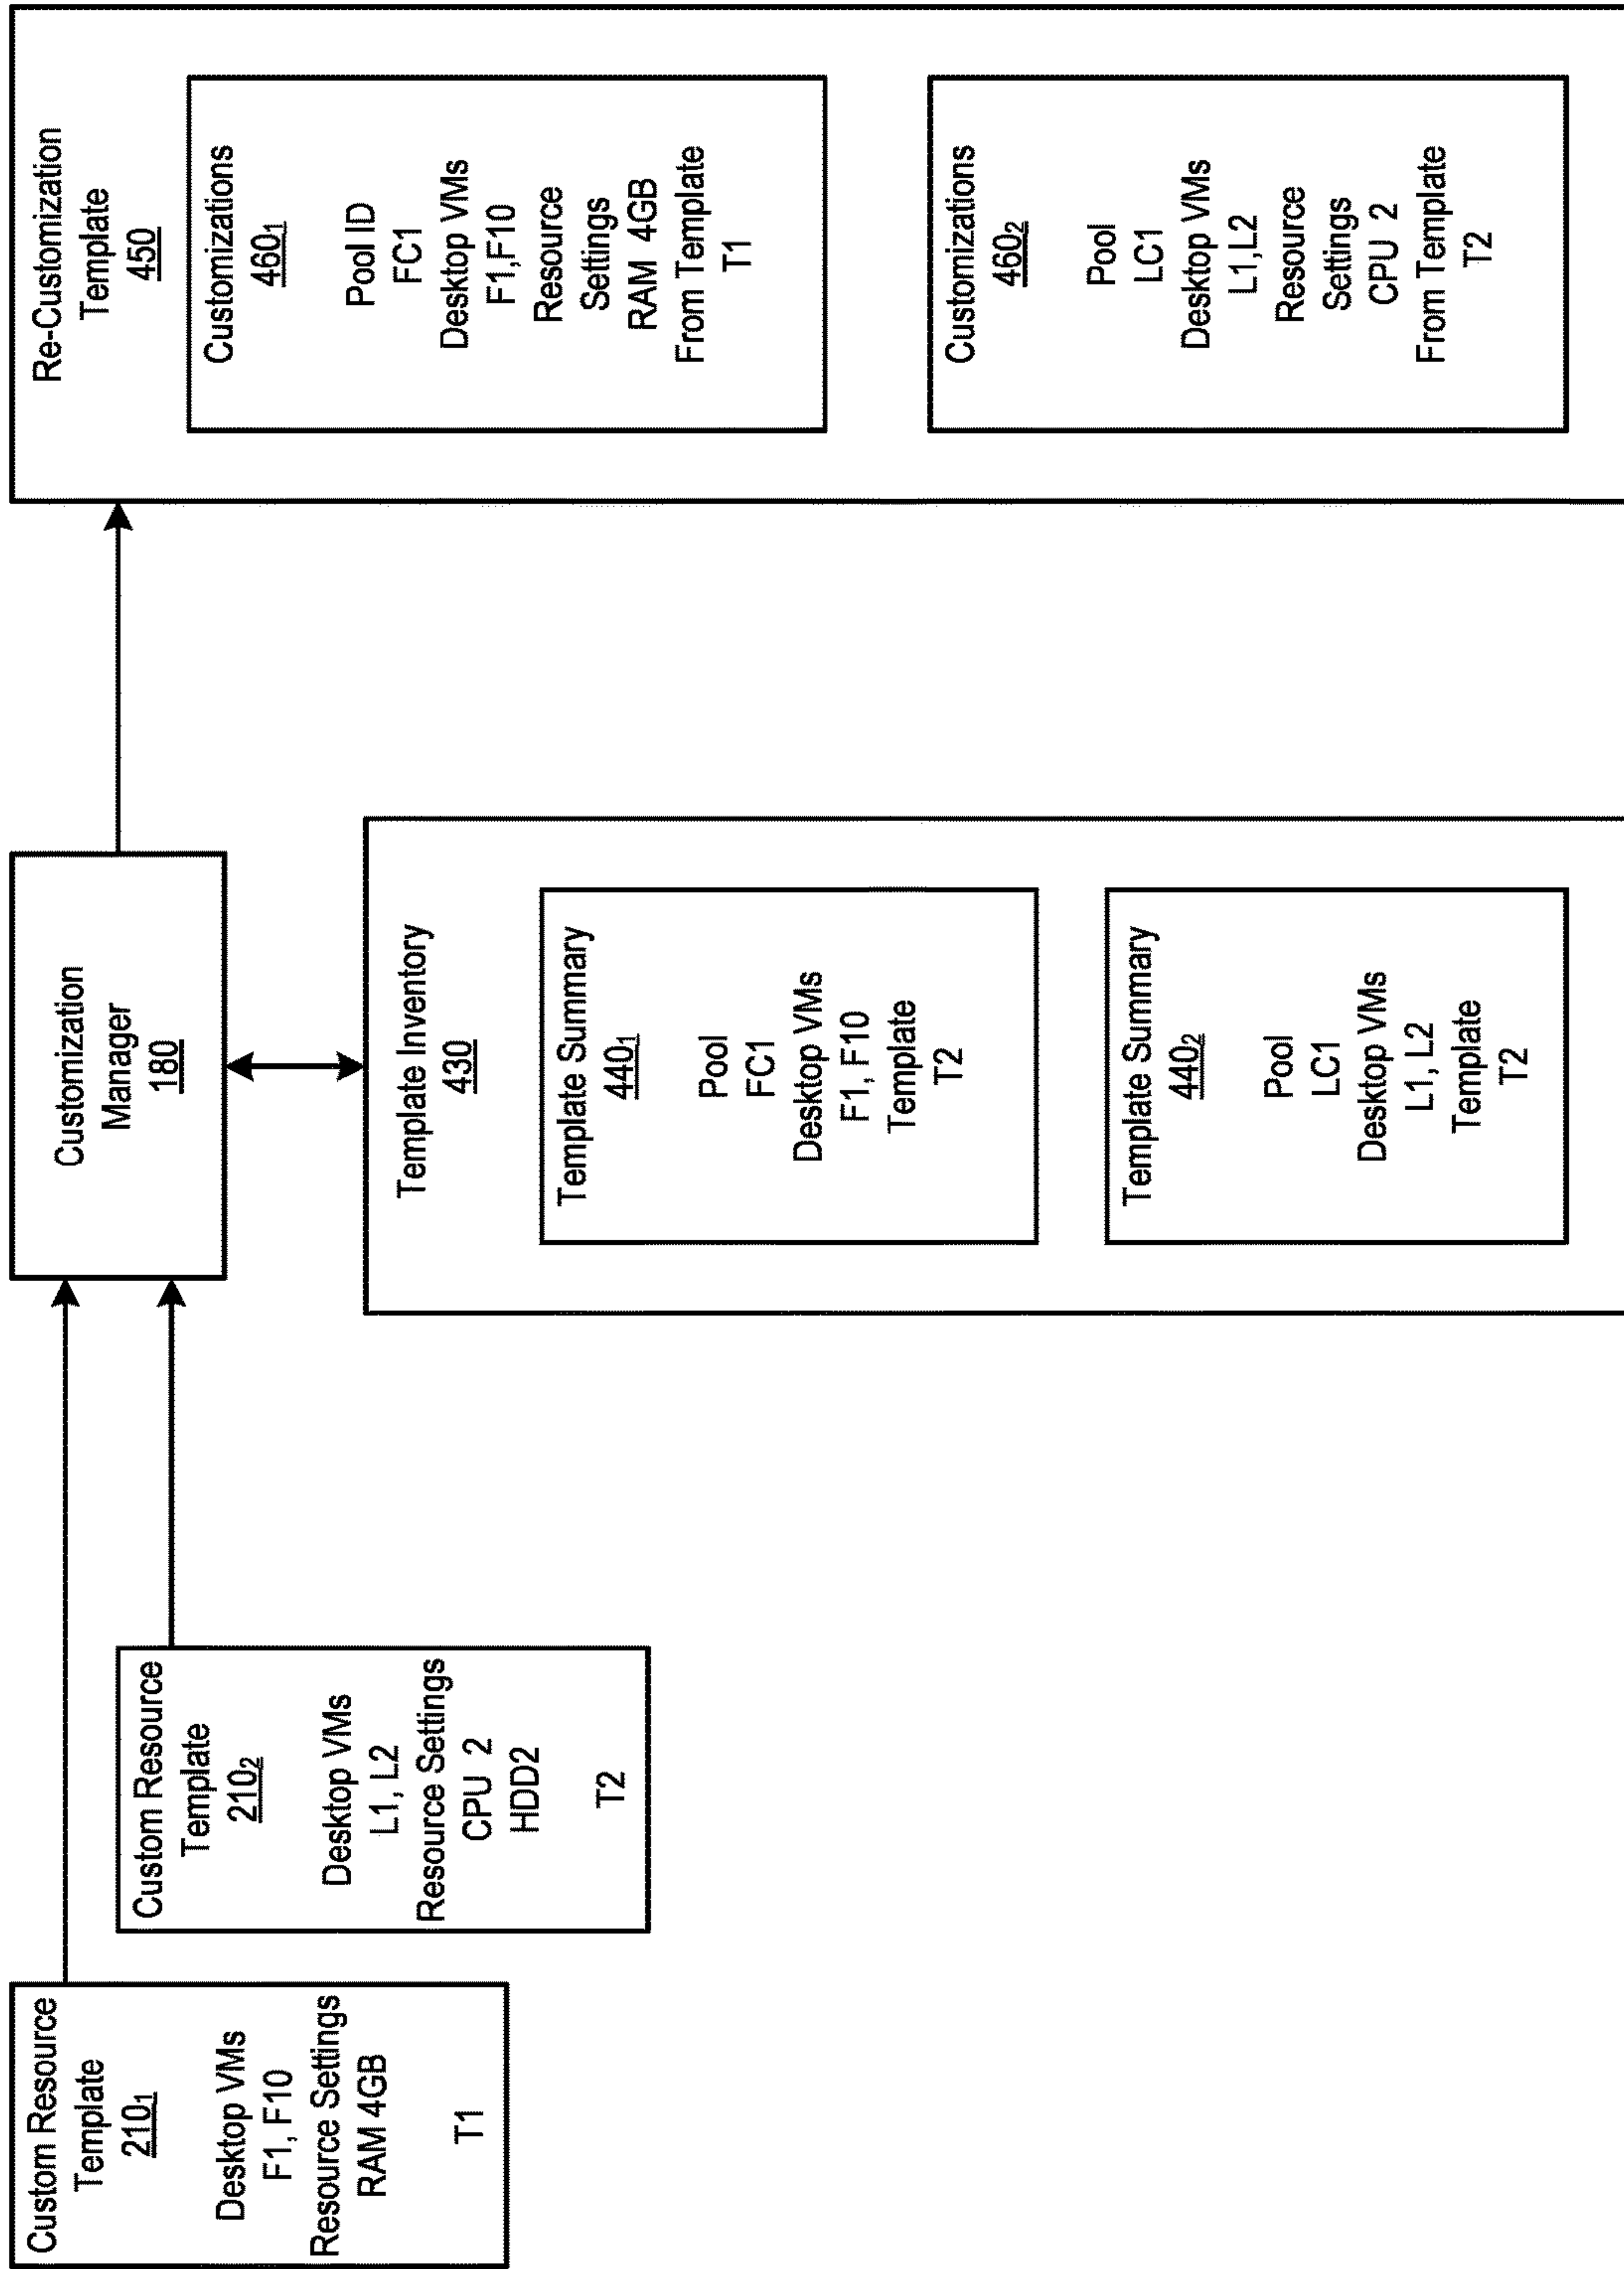 Custom Resource
Template
210₁
Desktop VMs
F1, F10
Resource Settings
RAM 4GB
T1
Custom Resource
Template
210₂
Desktop VMs
L1, L2
Resource Settings
CPU 2
HDD2
T2
Customization
Manager
180
Template Inventory
430
Template Summary
440₁
Pool
FC1
Desktop VMs
F1, F10
Template
T2
Template Summary
440₂
Pool
LC1
Desktop VMs
L1, L2
Template
T2
Re-Customization
Template
450
Customizations
460₁
Pool ID
FC1
Desktop VMs
F1,F10
Resource
Settings
RAM 4GB
From Template
T1
Customizations
460₂
Pool
LC1
Desktop VMs
L1,L2
Resource
Settings
CPU 2
From Template
T2